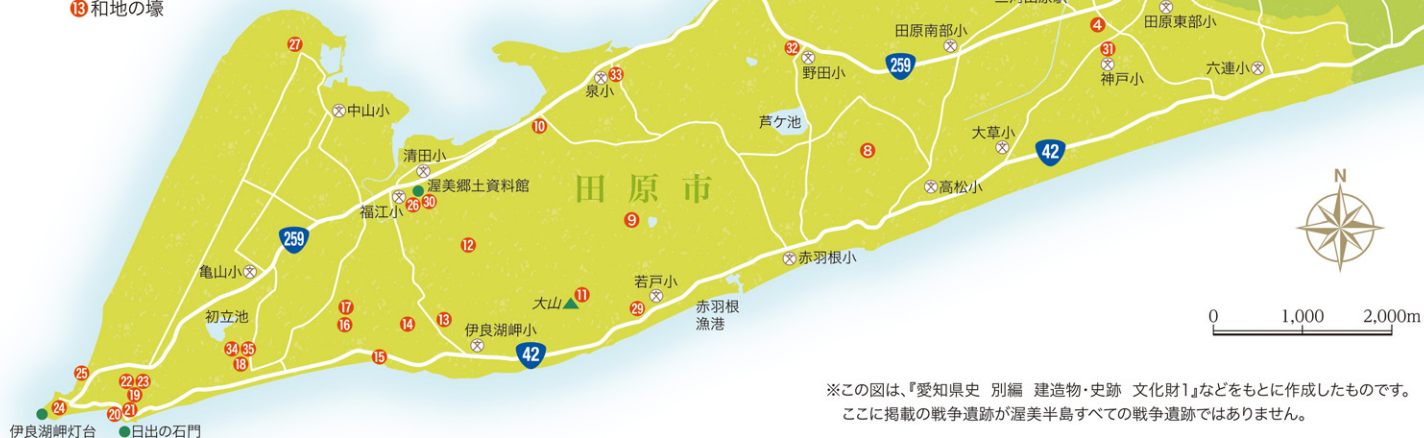 ⑬和地の壕
田原東部小
④
田原南部小
㉗
㉜
㉛
259
野田小
神戸小
六連小
㉝
泉小
中山小
⑩
芦ケ池
大草小
42
⑧
清田小
渥美郷土資料館
高松小
田原市
N
福江小
㉖
㉚
⑨
259
⑫
赤羽根小
亀山小
若戸小
大山
⑪
⑰
㉙
赤羽根
漁港
初立池
⑯
⑭
⑬
伊良湖岬小
0 1,000 2,000m
㉞
㉟
⑱
⑮
42
㉕
㉒
㉓
⑲
㉔
⑳
㉑
伊良湖岬灯台
日出の石門
※この図は、『愛知県史 別編 建造物・史跡 文化財1』などをもとに作成したものです。
ここに掲載の戦争遺跡が渥美半島すべての戦争遺跡ではありません。